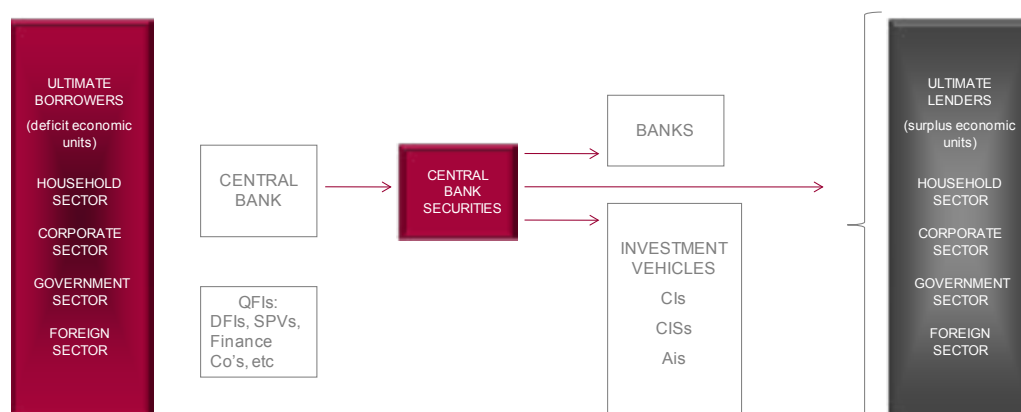 ULTIMATE
BORROWERS
(deficit economic
units)
HOUSEHOLD
SECTOR
CORPORATE
SECTOR
GOVERNMENT
SECTOR
FOREIGN
SECTOR
CENTRAL
BANK
QFIs:
DFIs, SPVs,
Finance
Co's, etc
CENTRAL
BANK
SECURITIES
BANKS
INVESTMENT
VEHICLES
CIs
CISs
Ais
ULTIMATE
LENDERS
(surplus economic
units)
HOUSEHOLD
SECTOR
CORPORATE
SECTOR
GOVERNMENT
SECTOR
FOREIGN
SECTOR